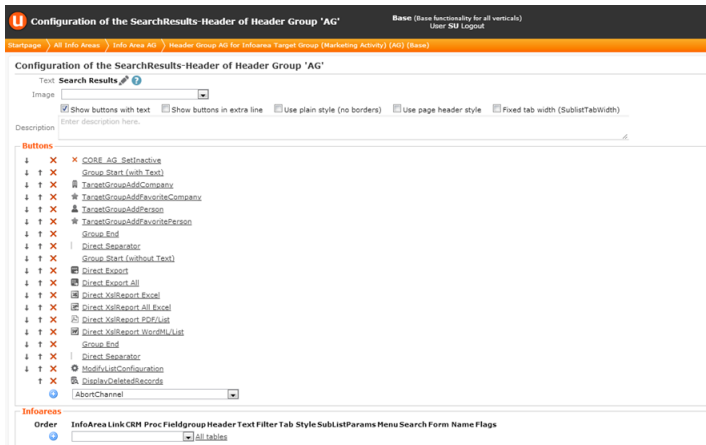 Configuration of the SearchResults-Header of Header Group 'AG'
Base (Base functionality for all verticals)
User SU Logout
Startpage
All Info Areas
Info Area AG
Header Group AG for Infoarea Target Group (Marketing Activity) (AG) (Base)
Configuration of the SearchResults-Header of Header Group 'AG'
Text Search Results
Image
Show buttons with text Show buttons in extra line Use plain style (no borders) Use page header style Fixed tab width (SublistTabWidth)
Description Enter description here.
Buttons
CORE_AG_SetInactive
Group Start (with Text)
TargetGroupAddCompany
TargetGroupAddFavoriteCompany
TargetGroupAddPerson
TargetGroupAddFavoritePerson
Group End
Direct Separator
Group Start (without Text)
Direct Export
Direct Export All
Direct XslReport Excel
Direct XslReport All Excel
Direct XslReport PDF/List
Direct XslReport WordML/List
Group End
Direct Separator
ModifyListConfiguration
DisplayDeletedRecords
AbortChannel
Infoareas
Order InfoArea Link CRM Proc Fieldgroup Header Text Filter Tab Style SubListParams Menu Search Form Name Flags
All tables